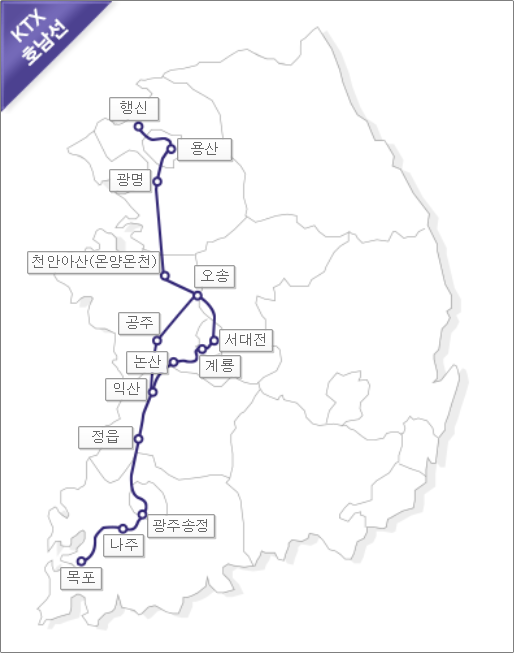 KTX
호남선
행신
용산
광명
천안아산(온양온천)
오송
공주
서대전
논산
계룡
익산
정읍
광주송정
나주
목포